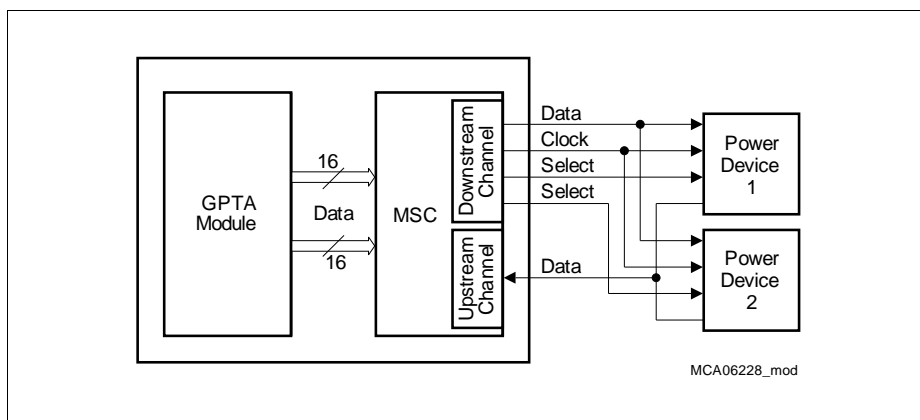 GPTA
Module
16
Data
16
MSC
Downstream
Channel
Upstream
Channel
Data
Clock
Select
Select
Data
Power
Device
1
Power
Device
2
MCA06228_mod